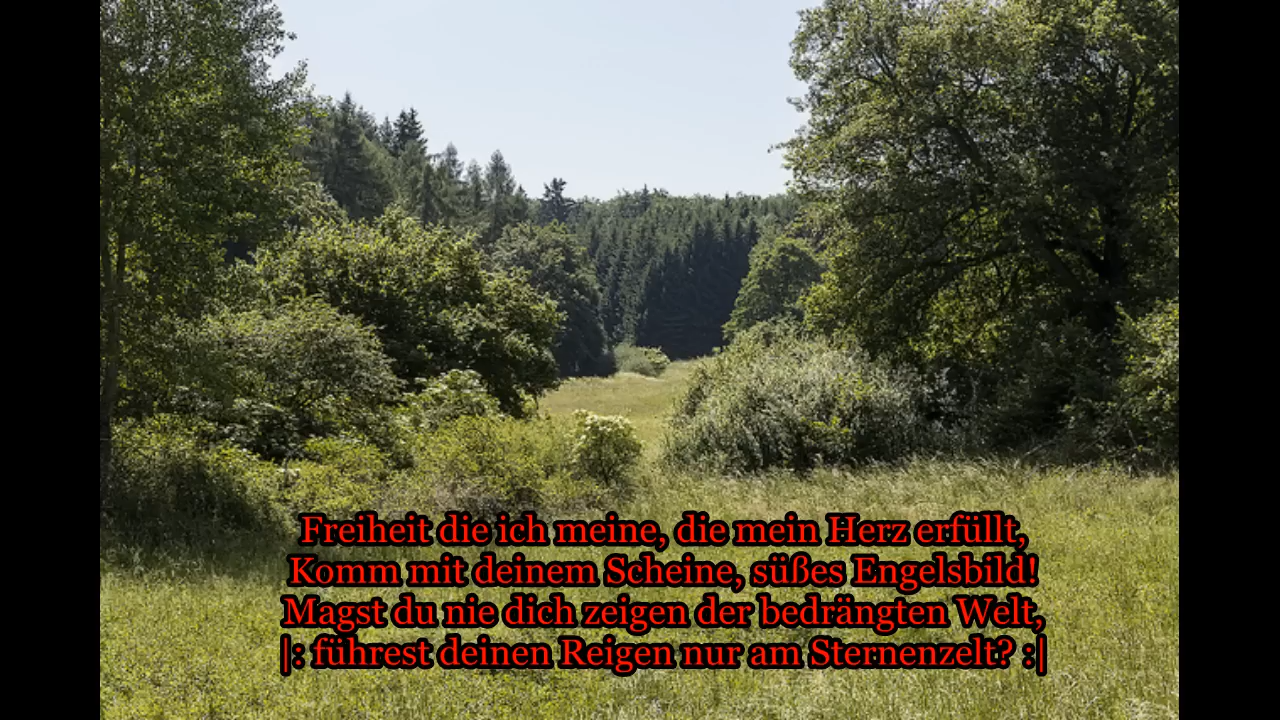 Freiheit die ich meine, die mein Herz erfüllt,
Komm mit deinem Scheine, süßes Engelsbild!
Magst du nie dich zeigen der bedrängten Welt,
|: führest deinen Reigen nur am Sternenzelt? :|